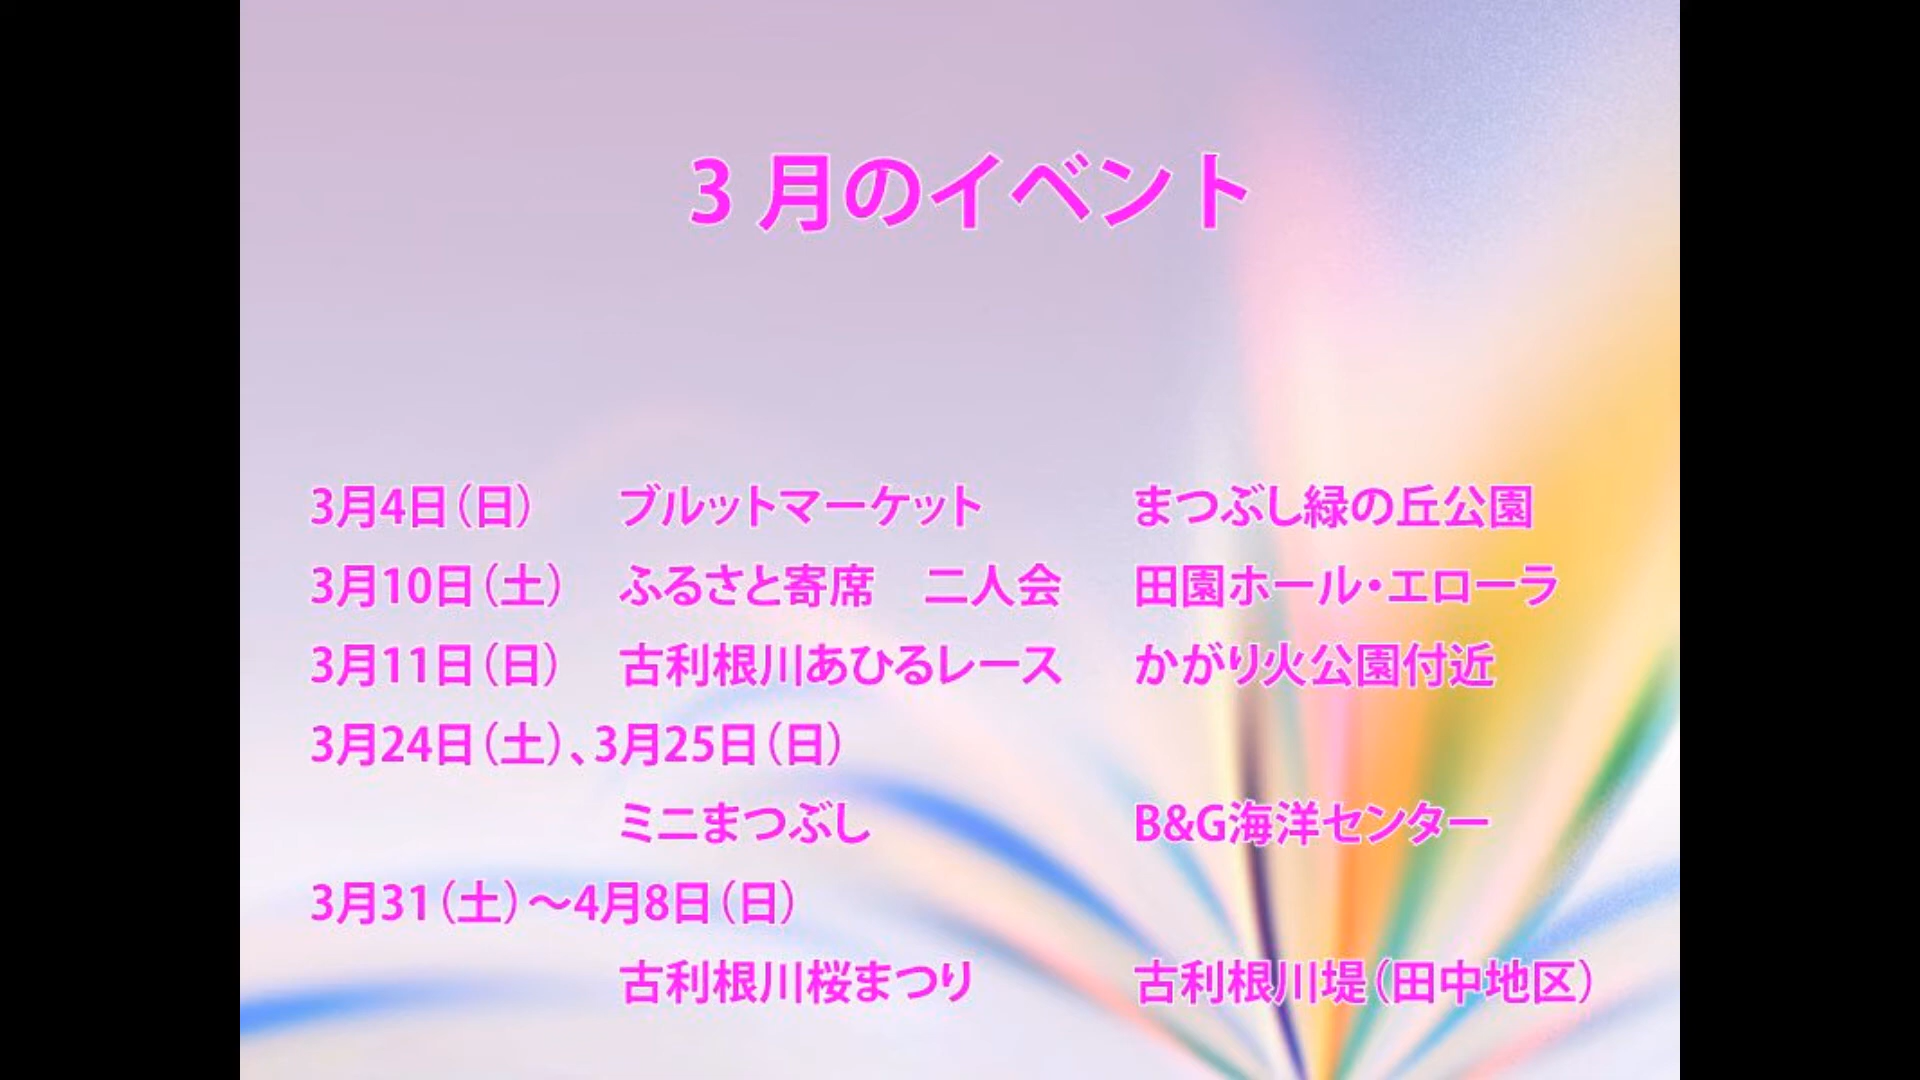 3月のイベント
3月4日（日） ブルットマーケット まつぶし緑の丘公園
3月10日（土） ふるさと寄席　二人会 田園ホール・エローラ
3月11日（日） 古利根川あひるレース かがり火公園付近
3月24日（土）、3月25日（日）
ミニまつぶし B&G海洋センター
3月31（土）～4月8日（日）
古利根川桜まつり 古利根川堤（田中地区）